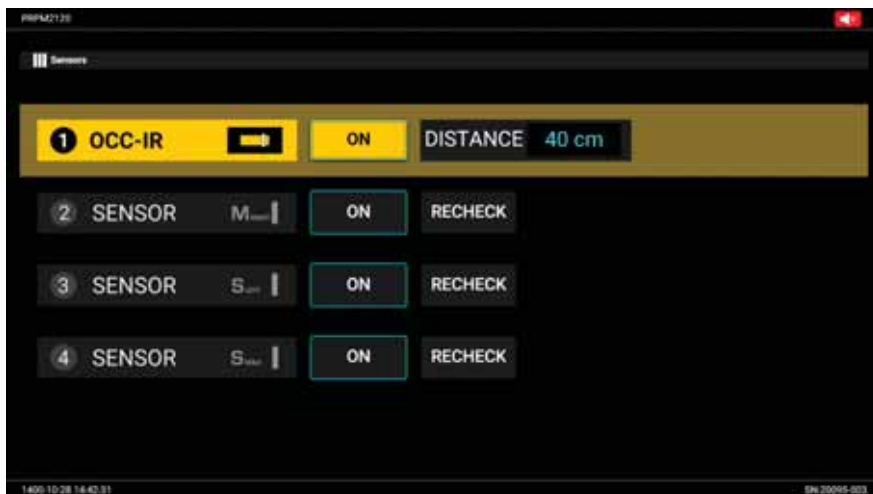 PRPM2120
Sensors
1 OCC-IR ON DISTANCE 40 cm
2 SENSOR M ON RECHECK
3 SENSOR S ON RECHECK
4 SENSOR S ON RECHECK
1400-10-28 14:42:31
SN:20095-003